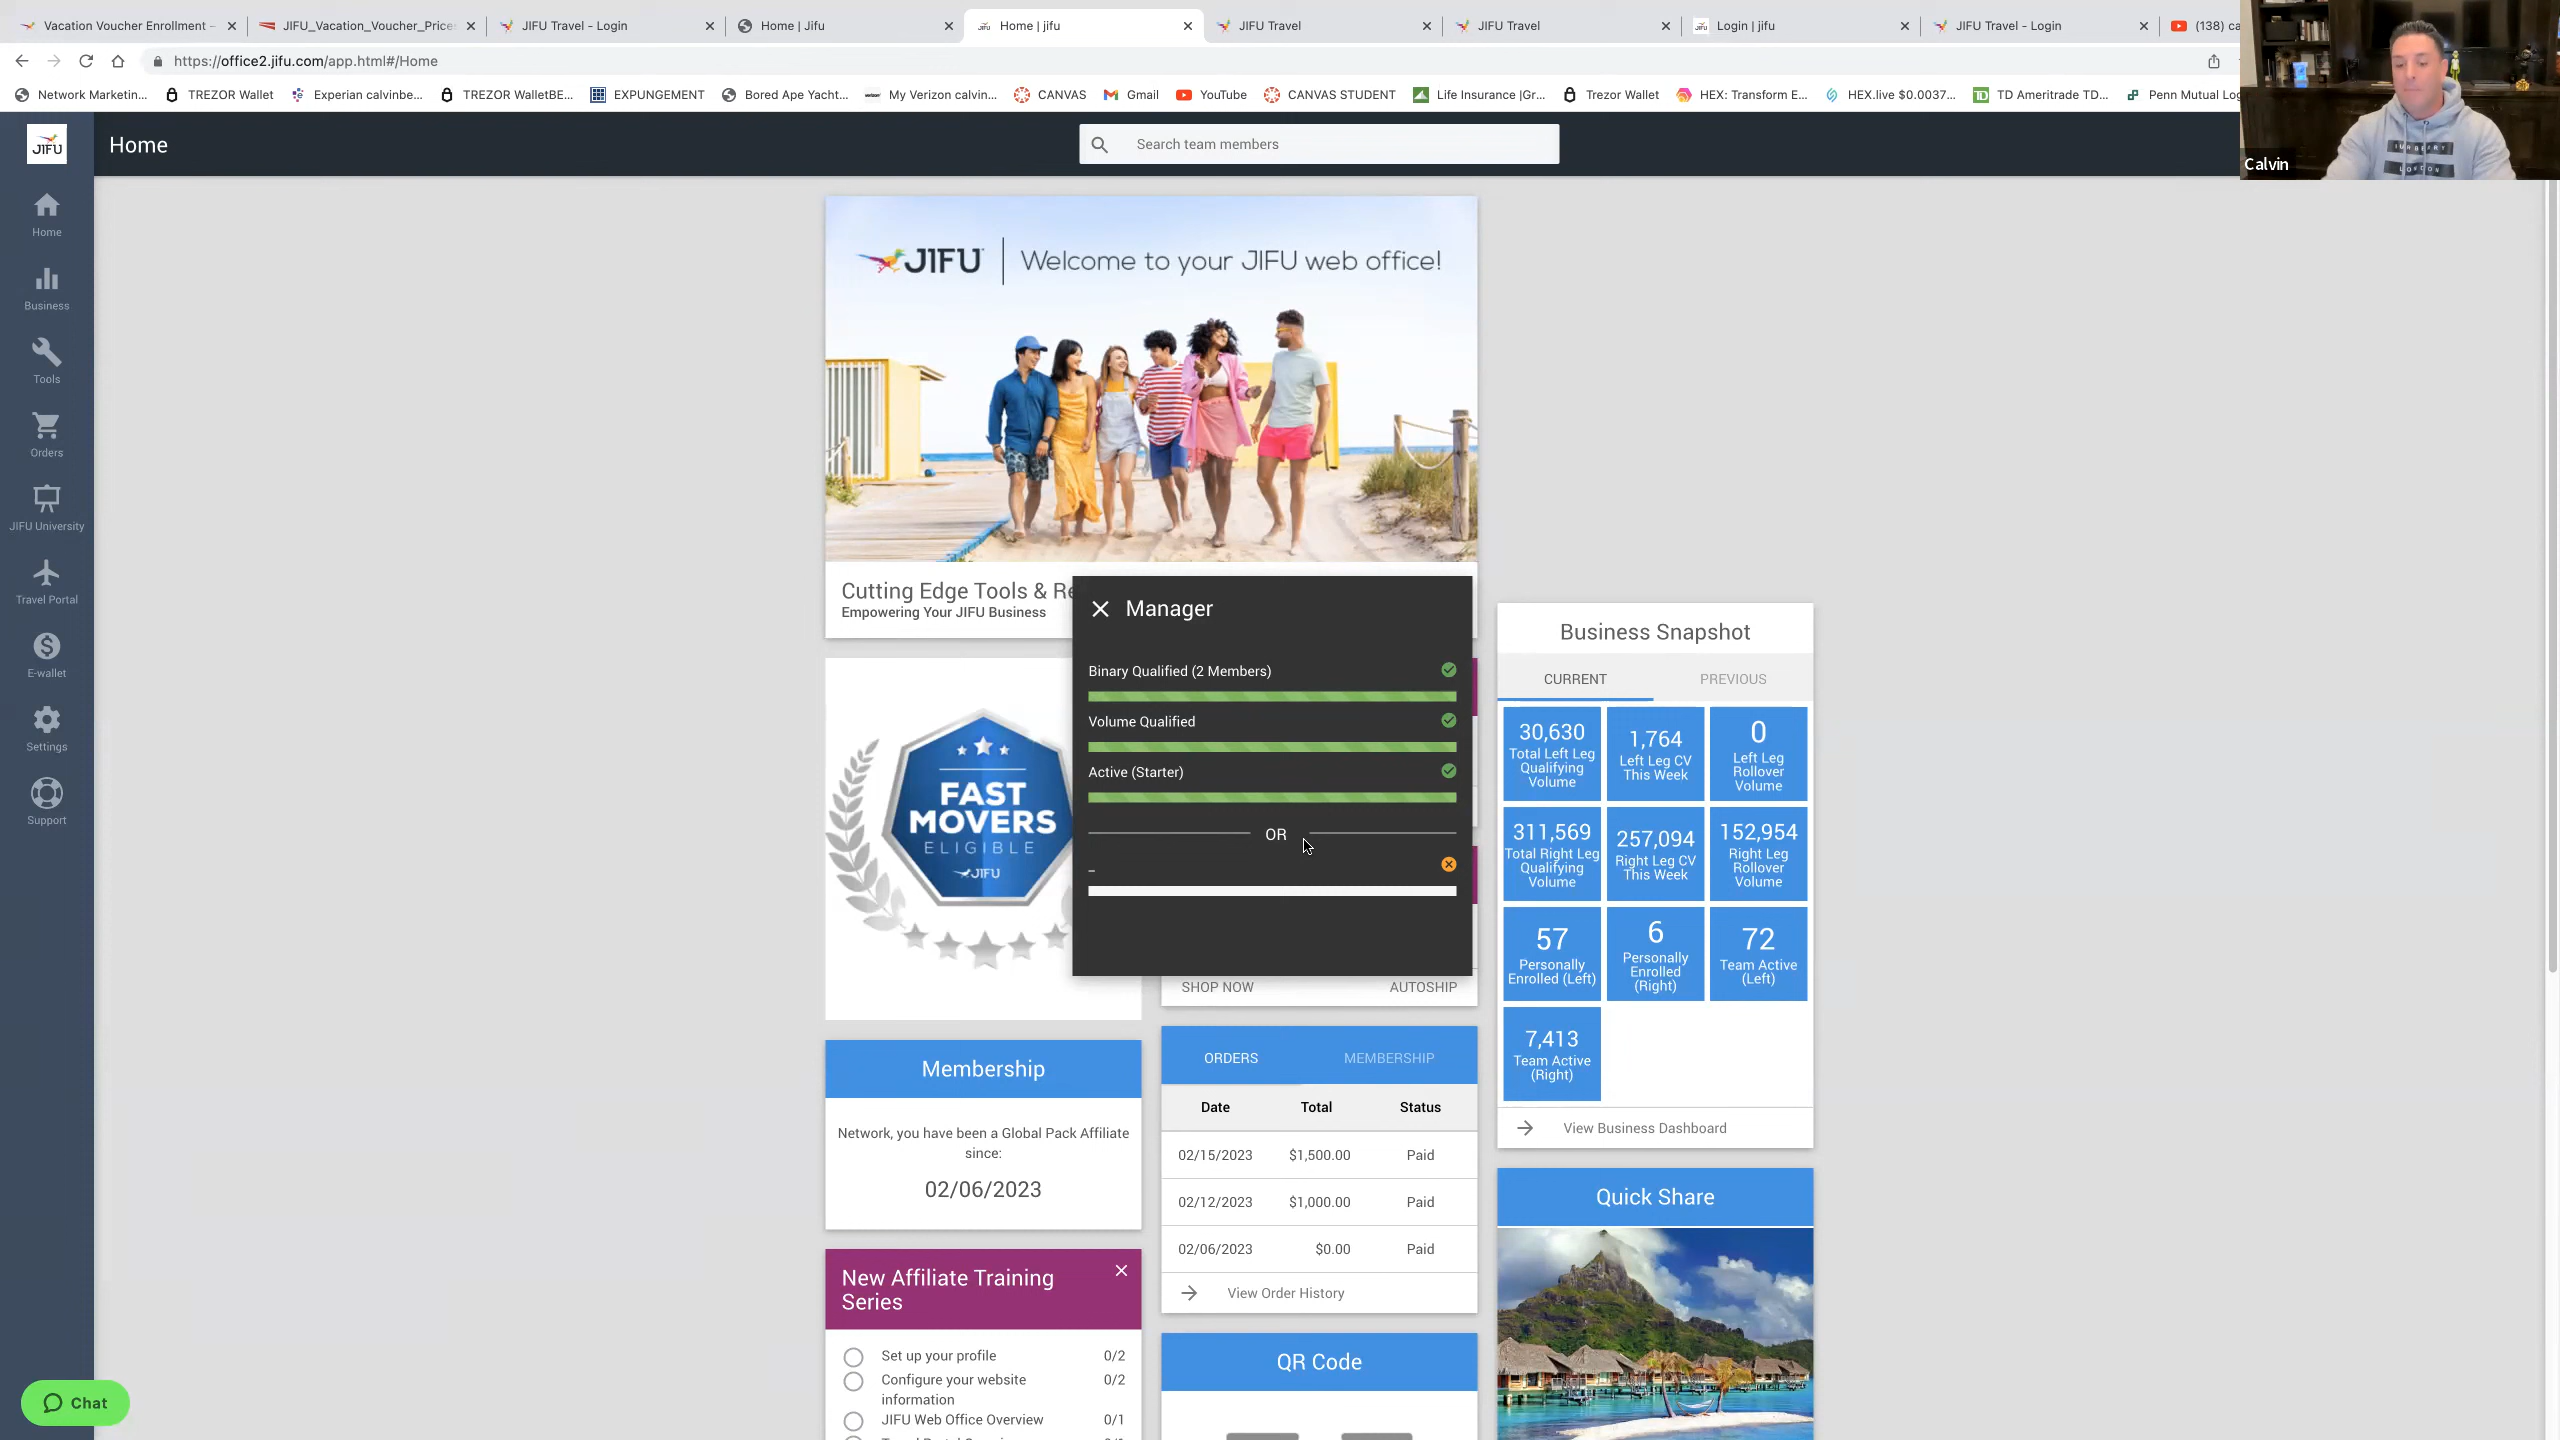 Vacation Voucher Enrollment -
JIFU_Vacation_Voucher_Price
JIFU Travel - Login
Home | Jifu
Home | jifu
JIFU Travel
JIFU Travel
Login | jifu
JIFU Travel - Login
(138) ca
https://office2.jifu.com/app.html#/Home
Network Marketin...
TREZOR Wallet
Experian calvinbe...
TREZOR WalletBE...
EXPUNGEMENT
Bored Ape Yacht...
My Verizon calvin...
CANVAS
Gmail
YouTube
CANVAS STUDENT
Life Insurance |Gr...
Trezor Wallet
HEX: Transform E...
HEX.live $0.0037...
TD Ameritrade TD...
Penn Mutual Log
Calvin
JIFU
Home
Search team members
Home
Business
Tools
Orders
JIFU University
Travel Portal
E-wallet
Settings
Support
Chat
JIFU | Welcome to your JIFU web office!
Cutting Edge Tools & Re
Empowering Your JIFU Business
FAST
MOVERS
ELIGIBLE
JIFU
Manager
Binary Qualified (2 Members)
Volume Qualified
Active (Starter)
OR
_
SHOP NOW
AUTOSHIP
Membership
Network, you have been a Global Pack Affiliate
since:
02/06/2023
New Affiliate Training
Series
Set up your profile 0/2
Configure your website 0/2
information
JIFU Web Office Overview 0/1
ORDERS MEMBERSHIP
Date Total Status
02/15/2023 $1,500.00 Paid
02/12/2023 $1,000.00 Paid
02/06/2023 $0.00 Paid
View Order History
QR Code
Business Snapshot
CURRENT PREVIOUS
30,630
Total Left Leg
Qualifying
Volume
1,764
Left Leg CV
This Week
0
Left Leg
Rollover
Volume
311,569
Total Right Leg
Qualifying
Volume
257,094
Right Leg CV
This Week
152,954
Right Leg
Rollover
Volume
57
Personally
Enrolled (Left)
6
Personally
Enrolled
(Right)
72
Team Active
(Left)
7,413
Team Active
(Right)
View Business Dashboard
Quick Share